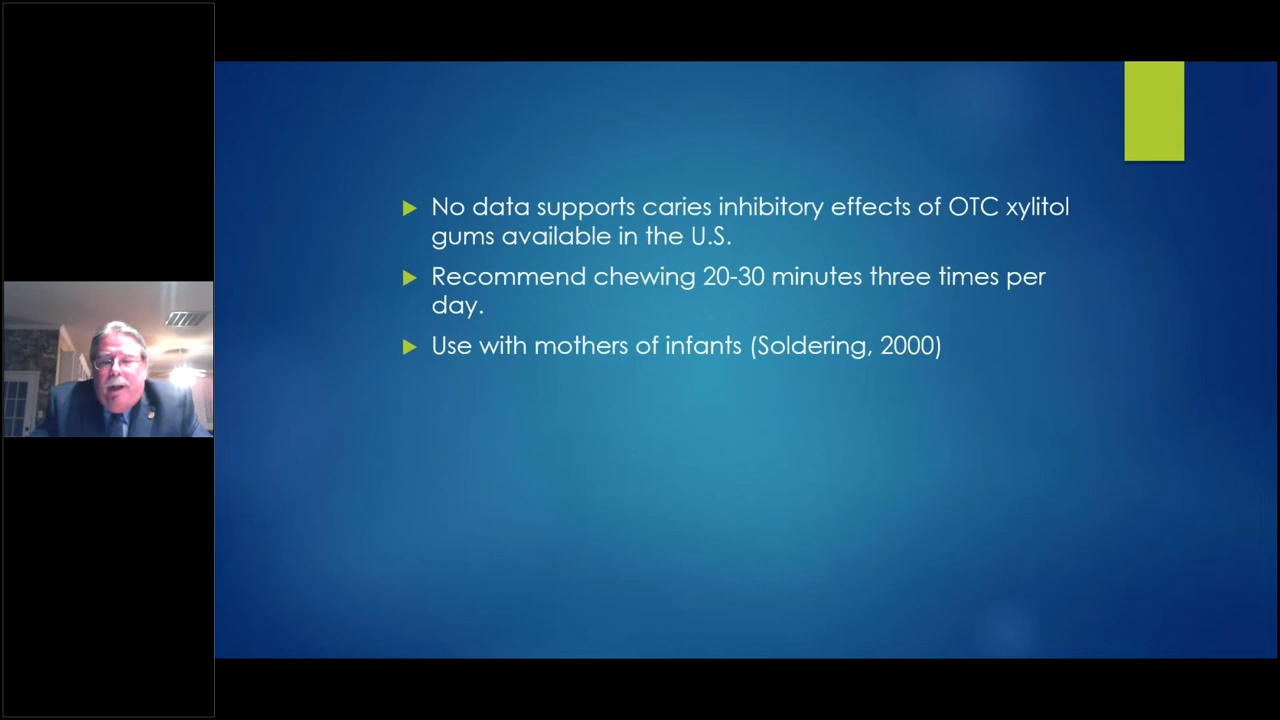 No data supports caries inhibitory effects of OTC xylitol
gums available in the U.S.
Recommend chewing 20-30 minutes three times per
day.
Use with mothers of infants (Soldering, 2000)